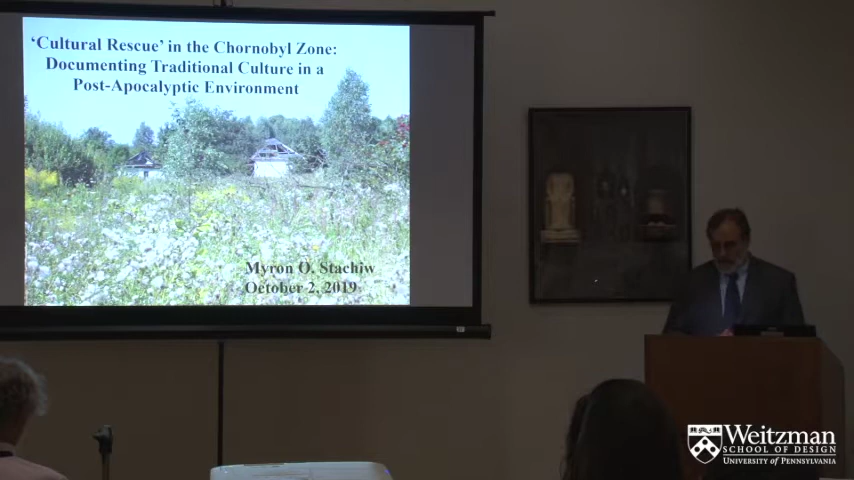 ‘Cultural Rescue’ in the Chornobyl Zone:
Documenting Traditional Culture in a
Post-Apocalyptic Environment
Myron O. Stachiw
October 2, 2019
Weitzman
SCHOOL OF DESIGN
UNIVERSITY OF PENNSYLVANIA